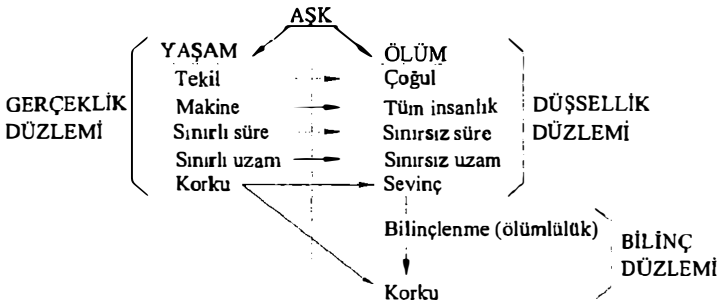 AŞK
YAŞAM ÖLÜM
Tekil Çoğul
GERÇEKLİK DÜZLEMİ
Makine Tüm insanlık
DÜŞSELLİK DÜZLEMİ
Sınırlı süre Sınırsız süre
Sınırlı uzam Sınırsız uzam
Korku Sevinç
Bilinçlenme (ölümlülük)
BİLİNÇ DÜZLEMİ
Korku